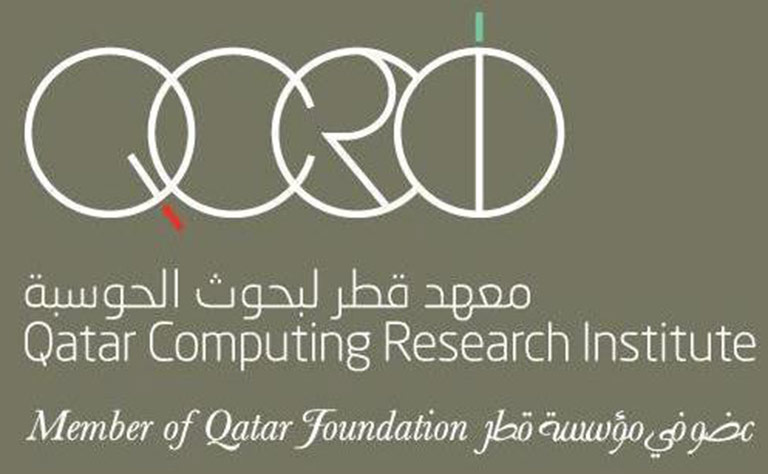 QCRI
معهد قطر لبحوث الحوسبة
Qatar Computing Research Institute
Member of Qatar Foundation عضو في مؤسسة قطر